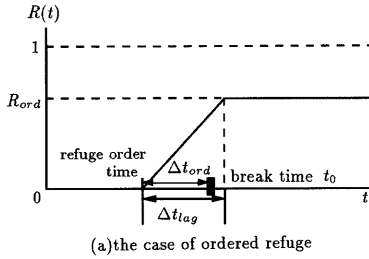 R(t)
1
R_ord
refuge order
time
Δt_ord
break time t_0
0
t
Δt_lag
(a)the case of ordered refuge